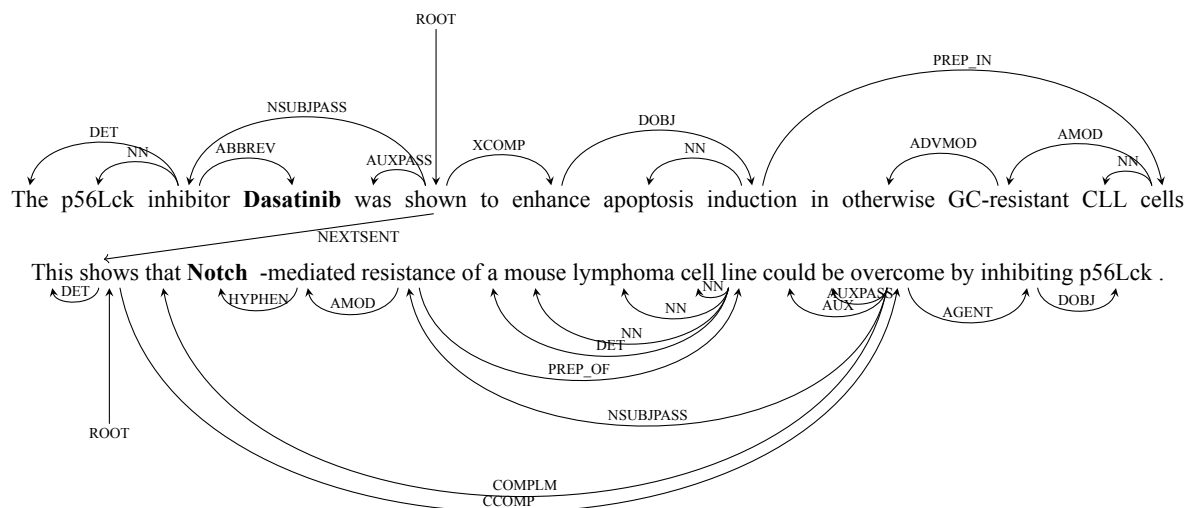 ROOT
PREP_IN
NSUBJPASS DOBJ
DET ABBREV XCOMP ADVMOD AMOD
NN AUXPASS NN NN
The p56Lck inhibitor Dasatinib was shown to enhance apoptosis induction in otherwise GC-resistant CLL cells
NEXTSENT
This shows that Notch -mediated resistance of a mouse lymphoma cell line could be overcome by inhibiting p56Lck .
DET HYPHEN AMOD NN NN NN DET AUXPASS AUX AGENT DOBJ
PREP_OF
NSUBJPASS
ROOT
COMPLM
CCOMP